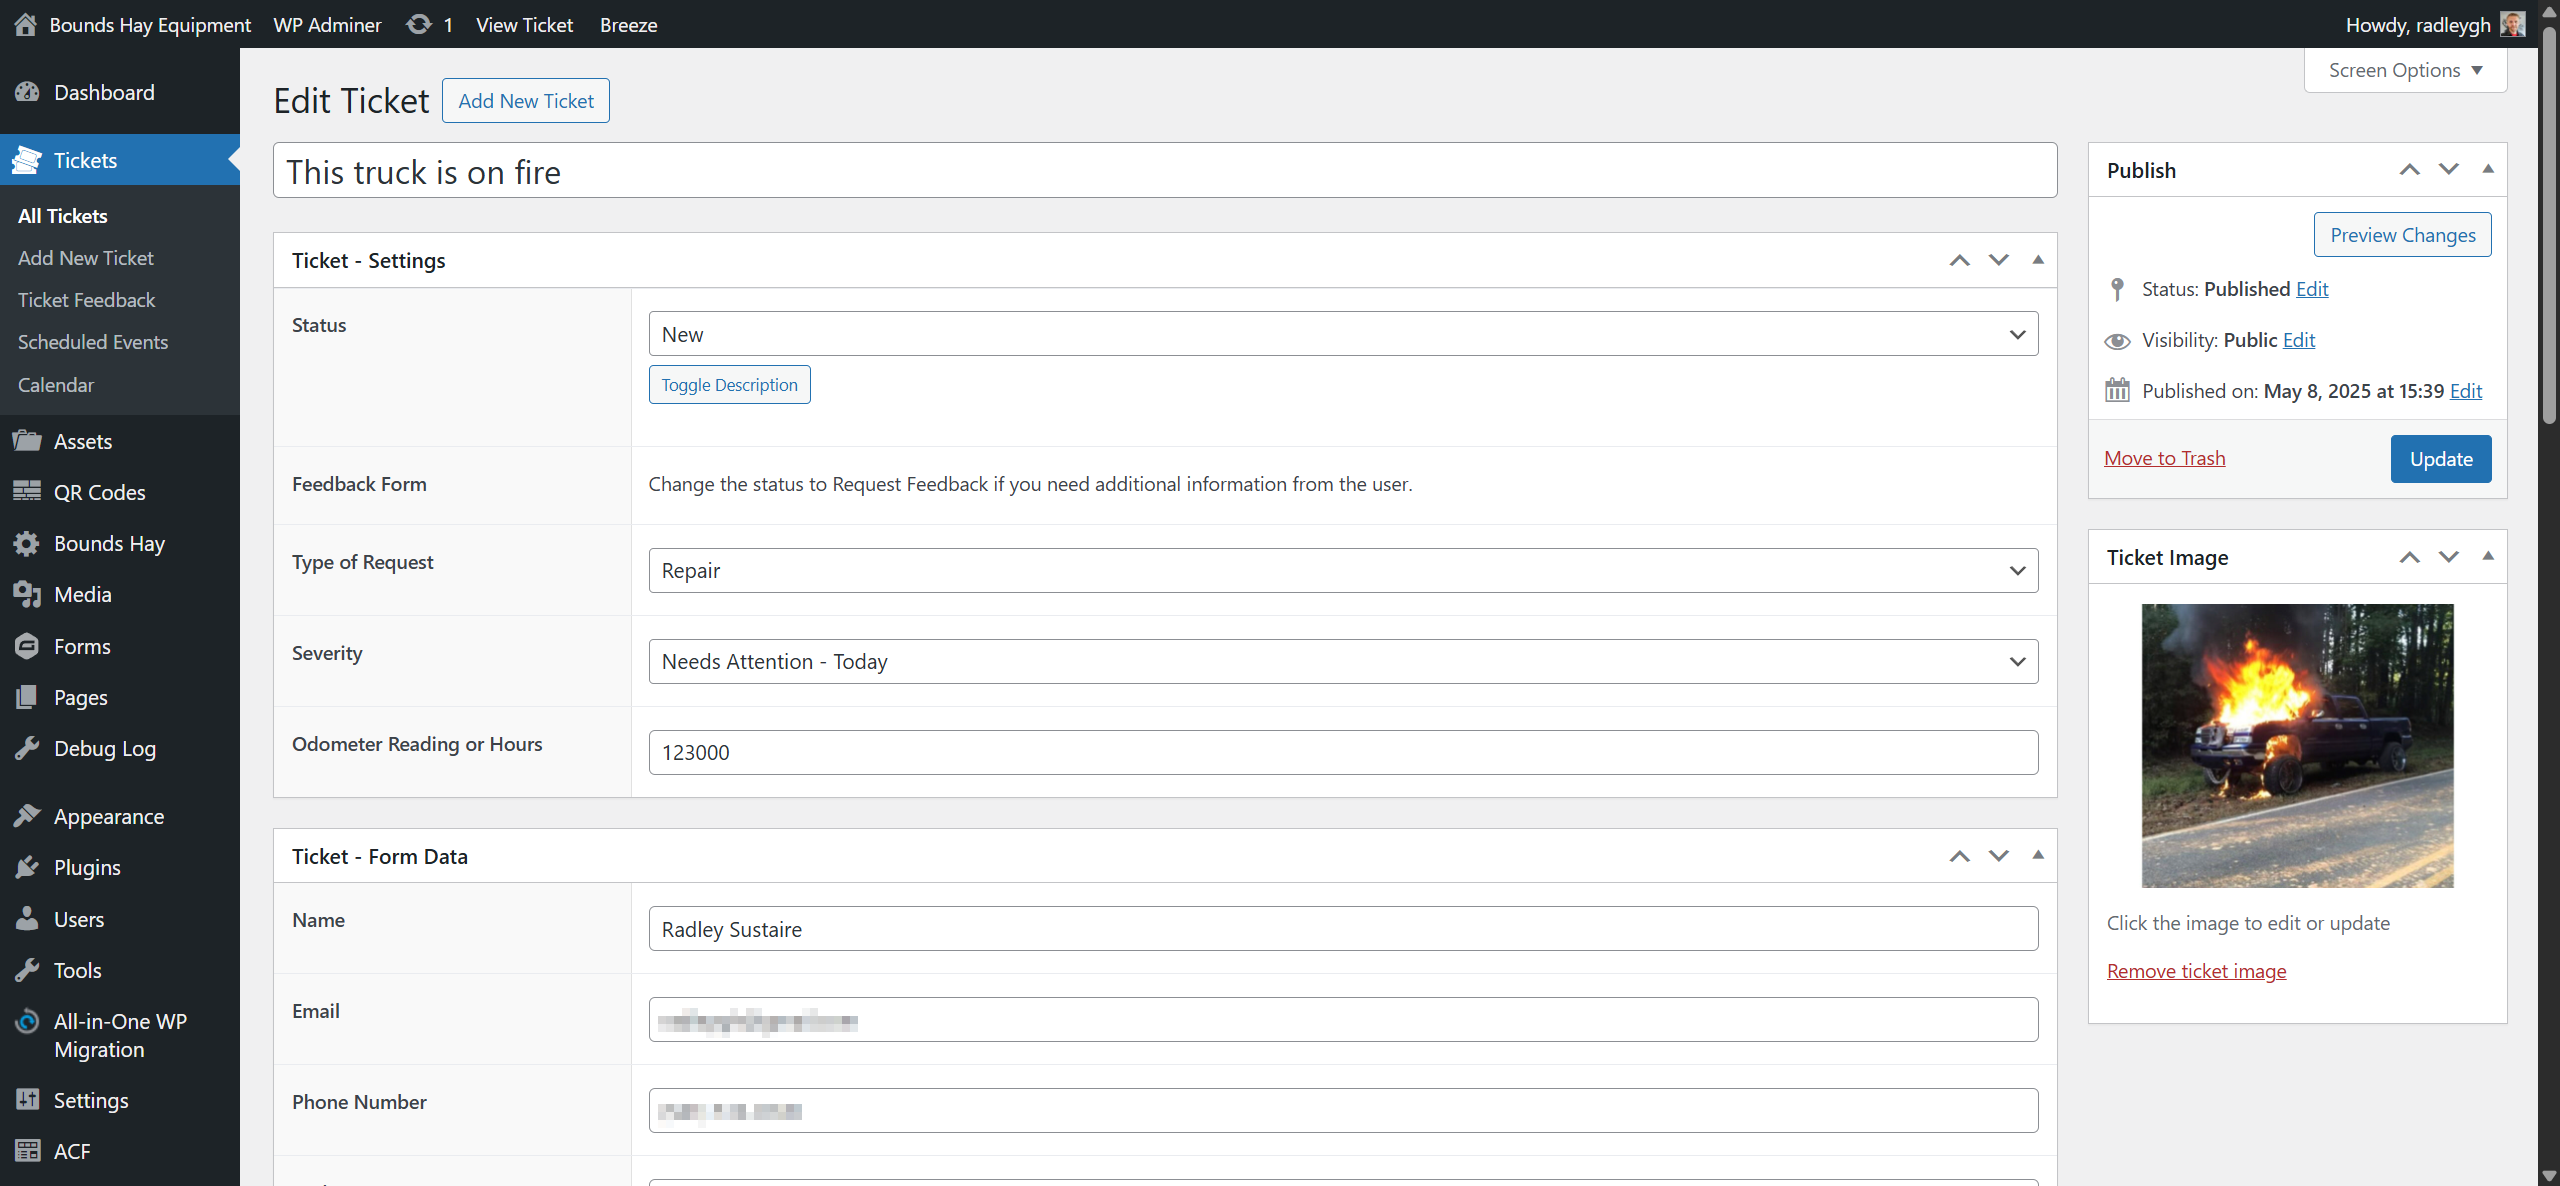 Bounds Hay Equipment WP Adminer 1 View Ticket Breeze Howdy, radleygh
Screen Options
Dashboard
Tickets
All Tickets
Add New Ticket
Ticket Feedback
Scheduled Events
Calendar
Assets
QR Codes
Bounds Hay
Media
Forms
Pages
Debug Log
Appearance
Plugins
Users
Tools
All-in-One WP
Migration
Settings
ACF
Edit Ticket Add New Ticket
This truck is on fire
Ticket - Settings
Status New
Toggle Description
Feedback Form Change the status to Request Feedback if you need additional information from the user.
Type of Request Repair
Severity Needs Attention - Today
Odometer Reading or Hours 123000
Ticket - Form Data
Name Radley Sustaire
Email
Phone Number
Publish
Preview Changes
Status: Published Edit
Visibility: Public Edit
Published on: May 8, 2025 at 15:39 Edit
Move to Trash Update
Ticket Image
Click the image to edit or update
Remove ticket image